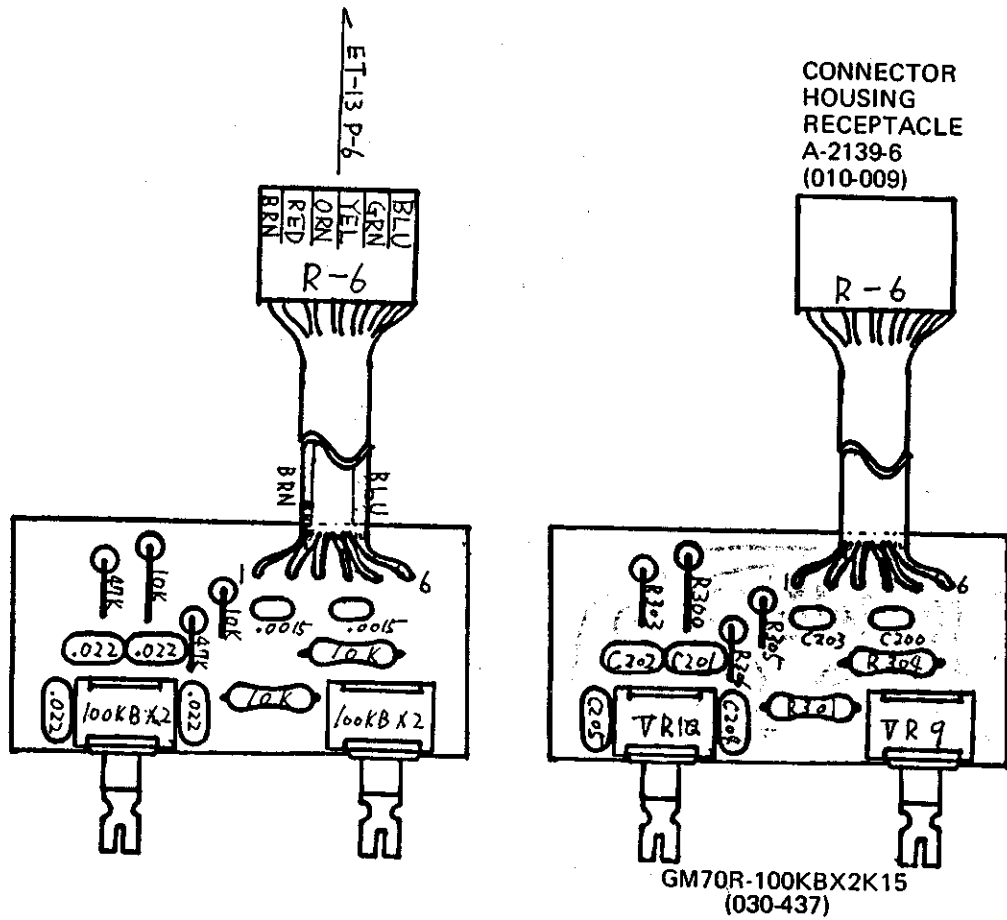 ET-13 P-6
BLU
GRN
YEL
ORN
RED
BRN
R-6
BRN
BLU
1
6
47K
10K
10K
47K
.0015
.0015
.022
.022
10K
.022
100KBX2
.022
10K
100KBX2
CONNECTOR
HOUSING
RECEPTACLE
A-2139-6
(010-009)
R-6
1
6
R303
R300
R305
C203
C200
C202
C201
R304
C205
VR10
R301
VR9
GM70R-100KBX2K15
(030-437)